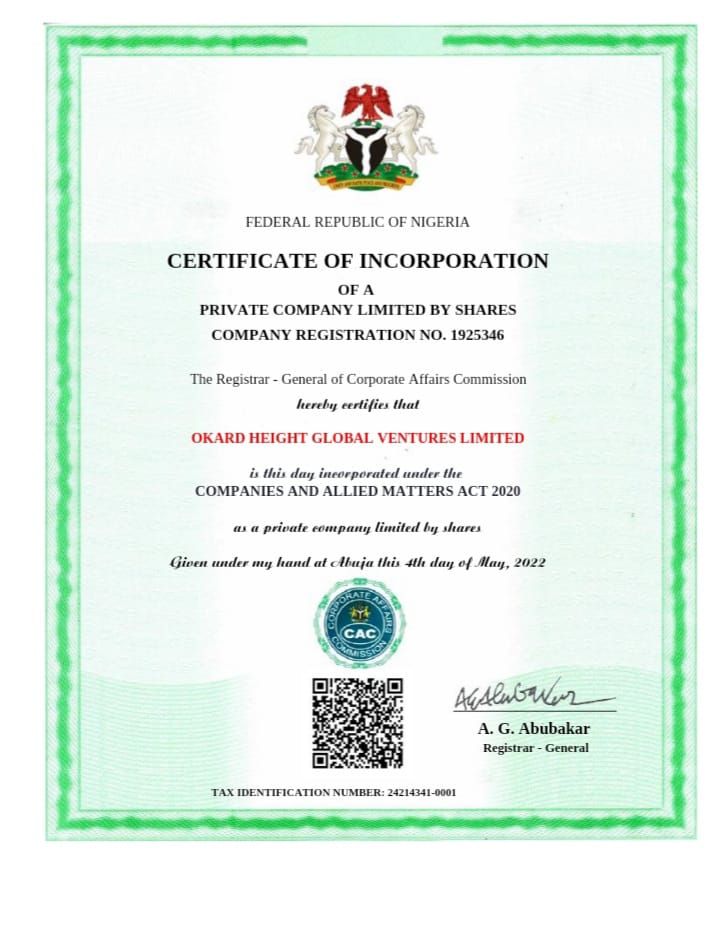 FEDERAL REPUBLIC OF NIGERIA
CERTIFICATE OF INCORPORATION
OF A
PRIVATE COMPANY LIMITED BY SHARES
COMPANY REGISTRATION NO. 1925346
The Registrar - General of Corporate Affairs Commission
hereby certifies that
OKARD HEIGHT GLOBAL VENTURES LIMITED
is this day incorporated under the
COMPANIES AND ALLIED MATTERS ACT 2020
as a private company limited by shares
Given under my hand at Abuja this 4th day of May, 2022
CORPORATE AFFAIRS
CAC
COMMISSION
A. G. Abubakar
Registrar - General
TAX IDENTIFICATION NUMBER: 24214341-0001